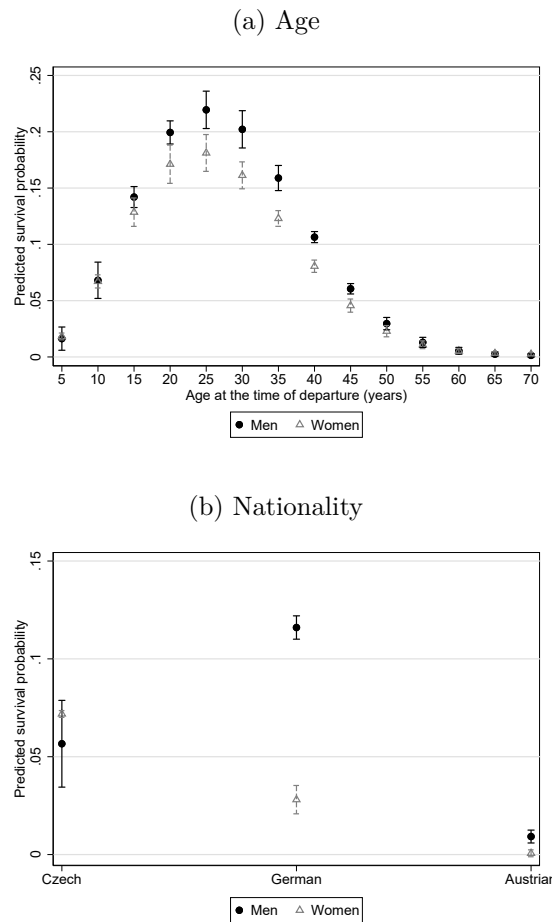 (a) Age
Predicted survival probability
.25
.2
.15
.1
.05
0
5 10 15 20 25 30 35 40 45 50 55 60 65 70
Age at the time of departure (years)
Men Women
(b) Nationality
Predicted survival probability
.15
.1
.05
0
Czech German Austrian
Men Women